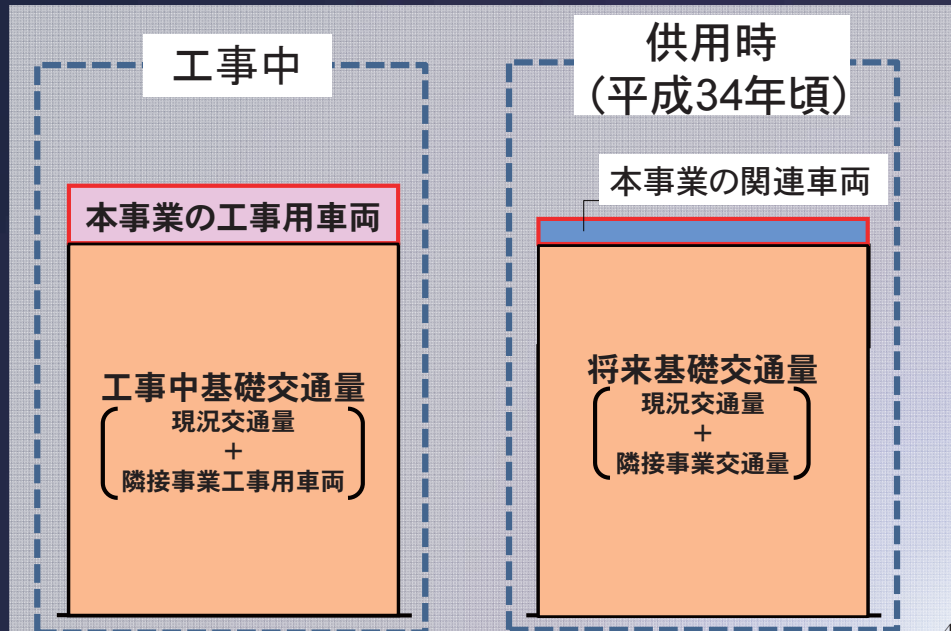 工事中
本事業の工事用車両
工事中基礎交通量
現況交通量
+
隣接事業工事用車両
供用時
(平成34年頃)
本事業の関連車両
将来基礎交通量
現況交通量
+
隣接事業交通量